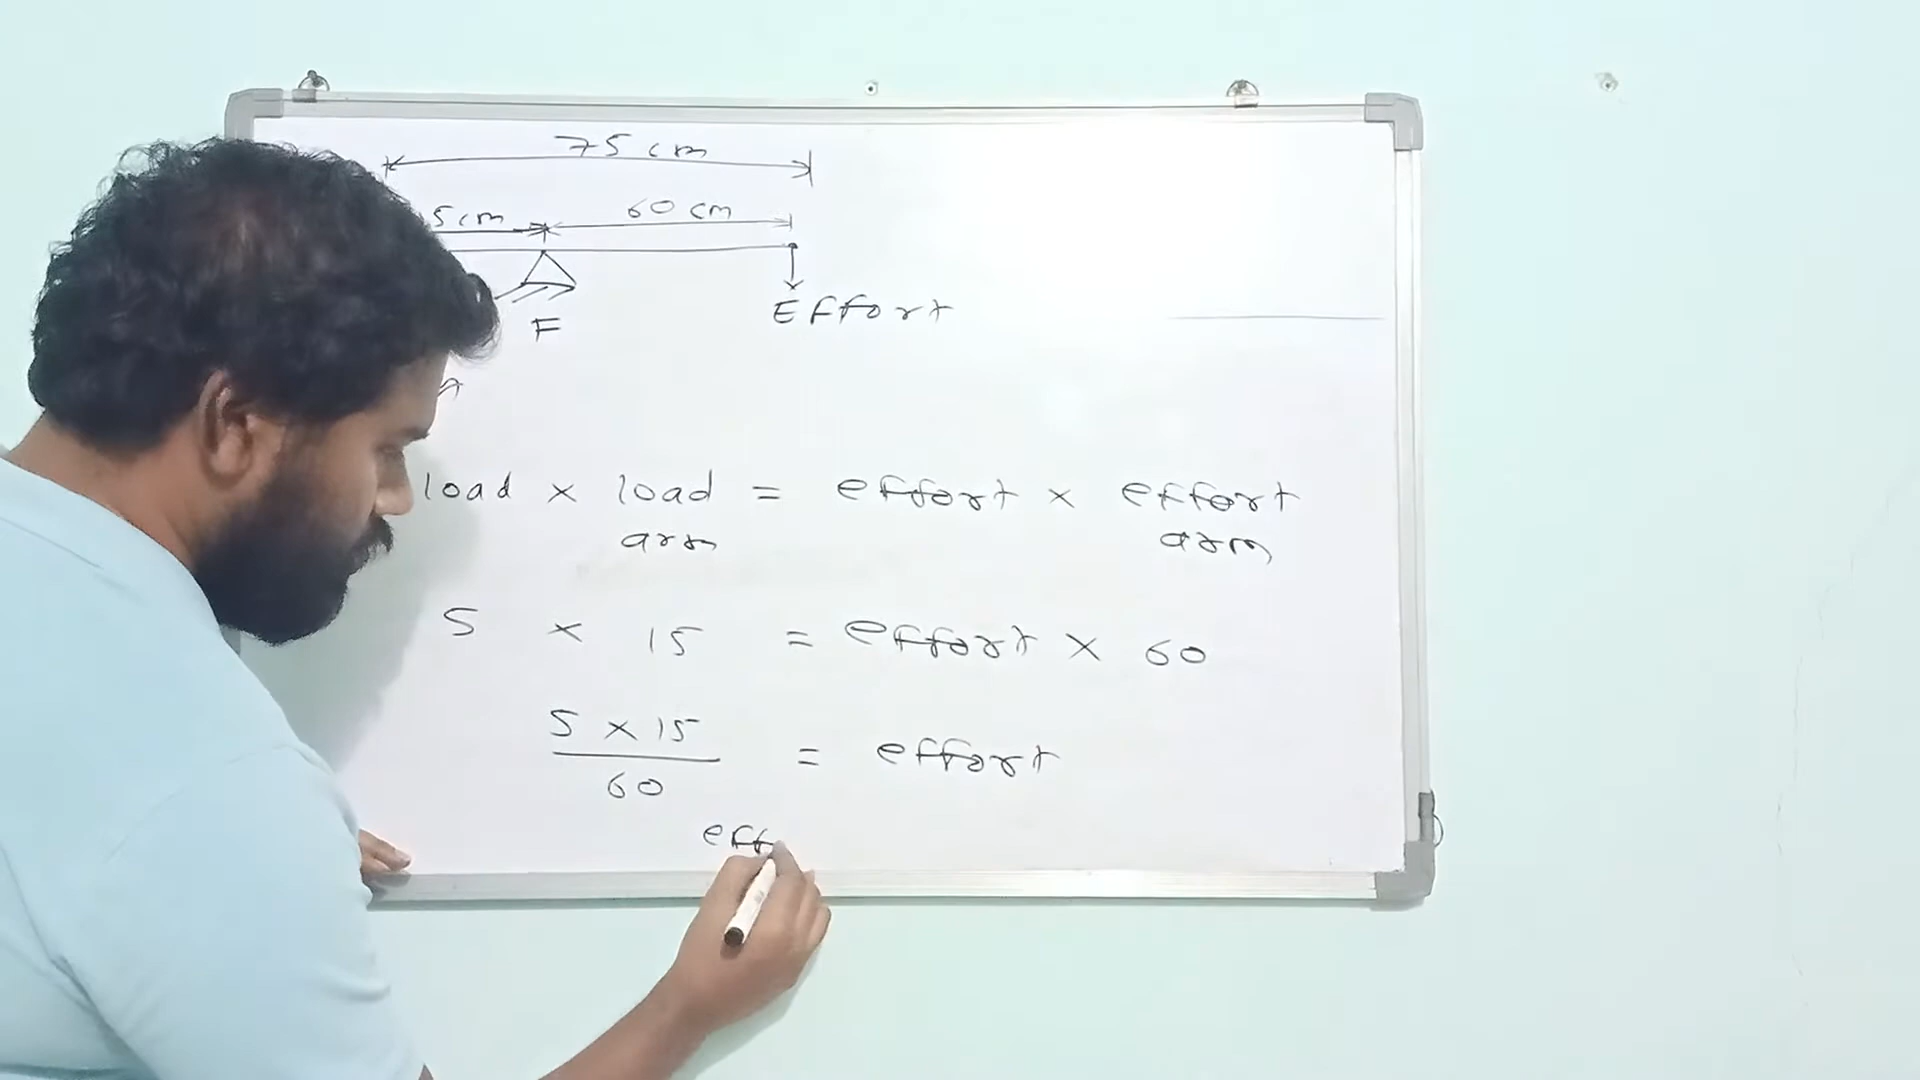 75 cm
5 cm 60 cm
F
Effort
load × load = effort × effort
arm arm
5 × 15 = effort × 60
5 × 15
60
= effort
eff